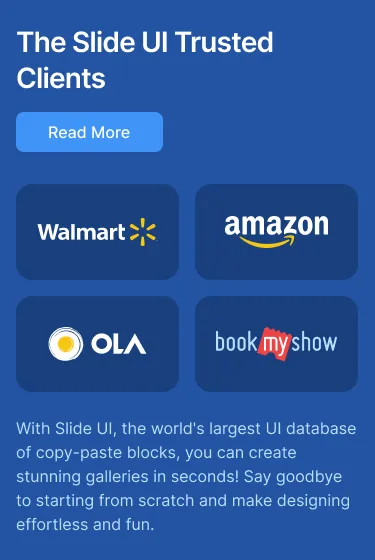 The Slide UI Trusted
Clients
Read More
Walmart
amazon
OLA
bookmyshow
With Slide UI, the world's largest UI database
of copy-paste blocks, you can create
stunning galleries in seconds! Say goodbye
to starting from scratch and make designing
effortless and fun.